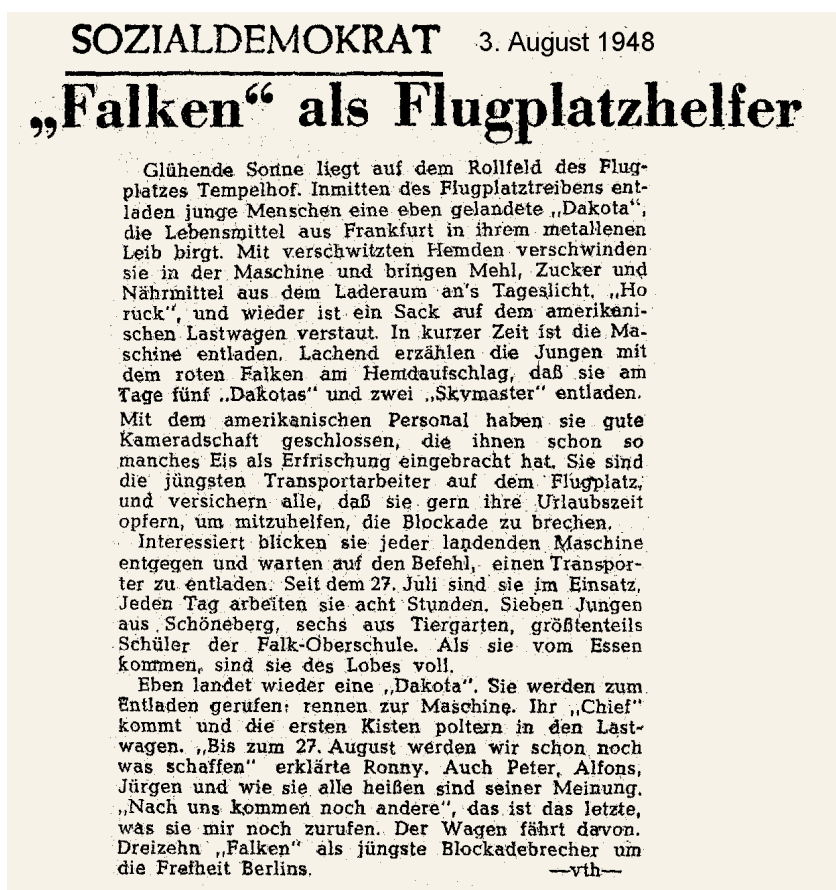 SOZIALDEMOKRAT 3. August 1948
„Falken“ als Flugplatzhelfer
Glühende Sonne liegt auf dem Rollfeld des Flug-
platzes Tempelhof. Inmitten des Flugplatztreibens ent-
laden junge Menschen eine eben gelandete „Dakota“,
die Lebensmittel aus Frankfurt in ihrem metallenen
Leib birgt. Mit verschwitzten Hemden verschwinden
sie in der Maschine und bringen Mehl, Zucker und
Nährmittel aus dem Laderaum an's Tageslicht. „Ho
ruck“, und wieder ist ein Sack auf dem amerikani-
schen Lastwagen verstaut. In kurzer Zeit ist die Ma-
schine entladen. Lachend erzählen die Jungen mit
dem roten Falken am Hemdaufschlag, daß sie am
Tage fünf „Dakotas“ und zwei „Skymaster“ entladen.
Mit dem amerikanischen Personal haben sie gute
Kameradschaft geschlossen, die ihnen schon so
manches Eis als Erfrischung eingebracht hat. Sie sind
die jüngsten Transportarbeiter auf dem Flugplatz,
und versichern alle, daß sie gern ihre Urlaubszeit
opfern, um mitzuhelfen, die Blockade zu brechen.
Interessiert blicken sie jeder landenden Maschine
entgegen und warten auf den Befehl, einen Transpor-
ter zu entladen. Seit dem 27. Juli sind sie im Einsatz,
Jeden Tag arbeiten sie acht Stunden. Sieben Jungen
aus Schöneberg, sechs aus Tiergarten, größtenteils
Schüler der Falk-Oberschule. Als sie vom Essen
kommen, sind sie des Lobes voll.
Eben landet wieder eine „Dakota“. Sie werden zum
Entladen gerufen: rennen zur Maschine. Ihr „Chief“
kommt und die ersten Kisten poltern in den Last-
wagen. „Bis zum 27. August werden wir schon noch
was schaffen“ erklärte Ronny. Auch Peter, Alfons,
Jürgen und wie sie alle heißen sind seiner Meinung.
„Nach uns kommen noch andere“, das ist das letzte,
was sie mir noch zurufen. Der Wagen fährt davon.
Dreizehn „Falken“ als jüngste Blockadebrecher um
die Freiheit Berlins. —vth—